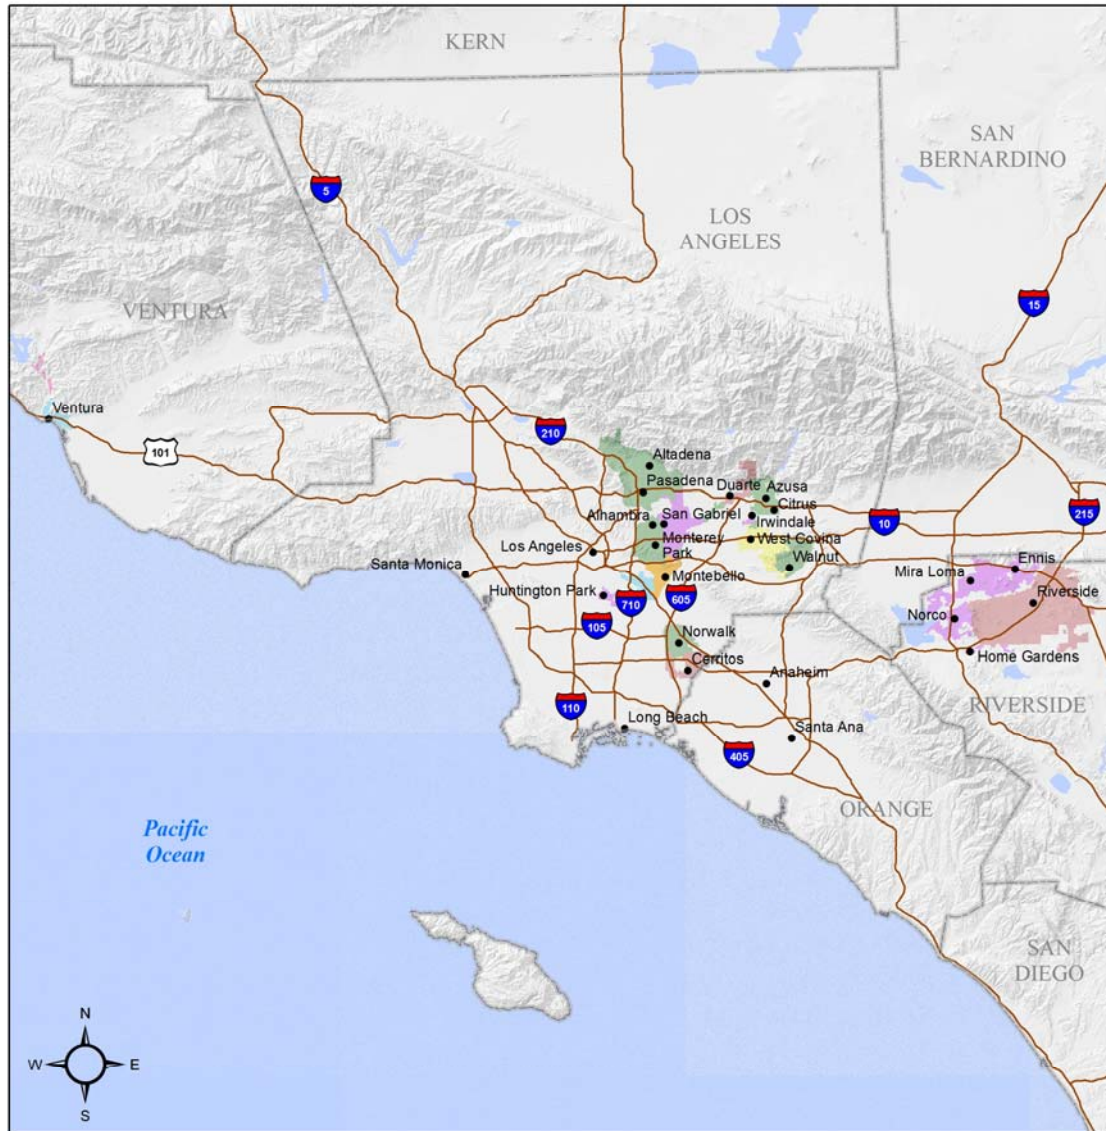 KERN
SAN
BERNARDINO
5
LOS
ANGELES
VENTURA
15
Ventura
101
210
Altadena
Pasadena
Duarte
Azusa
Citrus
215
10
Alhambra
San Gabriel
Irwindale
Los Angeles
Monterey
Park
West Covina
Walnut
Santa Monica
Montebello
Ennis
Mira Loma
Huntington Park
710
605
Riverside
Norco
105
Norwalk
Cerritos
Home Gardens
Anaheim
110
RIVERSIDE
Long Beach
Santa Ana
405
ORANGE
Pacific
Ocean
SAN
DIEGO
N
W
E
S